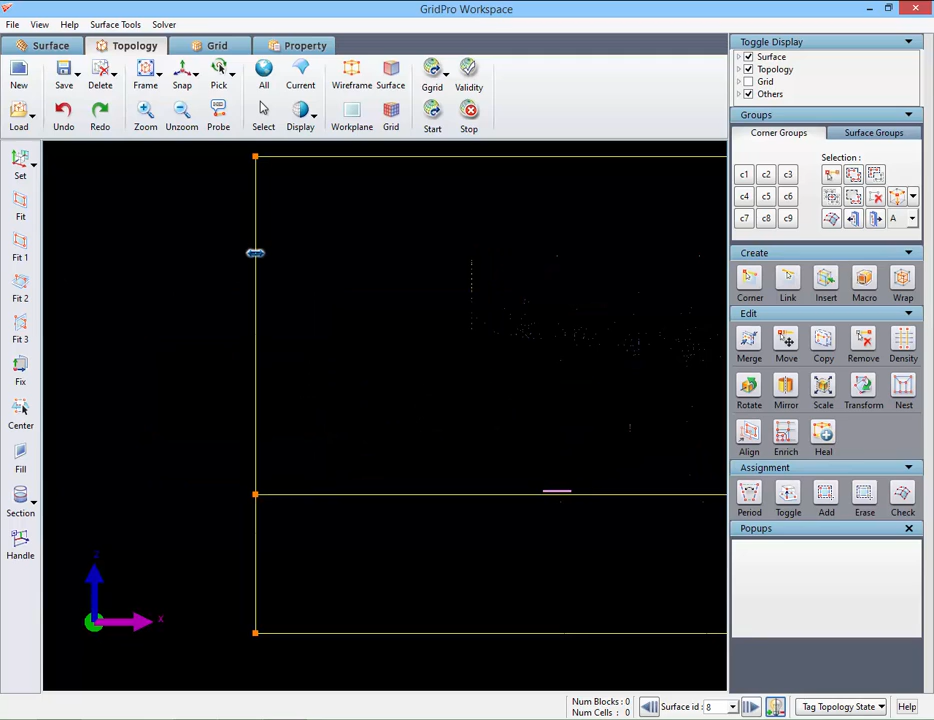 GridPro Workspace
File View Help Surface Tools Solver
Surface Topology Grid Property
New Save Delete Frame Snap Pick All Current Wireframe Surface Ggrid Validity
Load Undo Redo Zoom Unzoom Probe Select Display Workplane Grid Start Stop
Set
Fit
Fit 1
Fit 2
Fit 3
Fix
Center
Fill
Section
Handle
Z
X
Toggle Display
Surface
Topology
Grid
Others
Groups
Corner Groups Surface Groups
Selection :
c1 c2 c3
c4 c5 c6
c7 c8 c9 A
Create
Corner Link Insert Macro Wrap
Edit
Merge Move Copy Remove Density
Rotate Mirror Scale Transform Nest
Align Enrich Heal
Assignment
Period Toggle Add Erase Check
Popups
Num Blocks: 0
Num Cells: 0
Surface id: 8 Tag Topology State Help